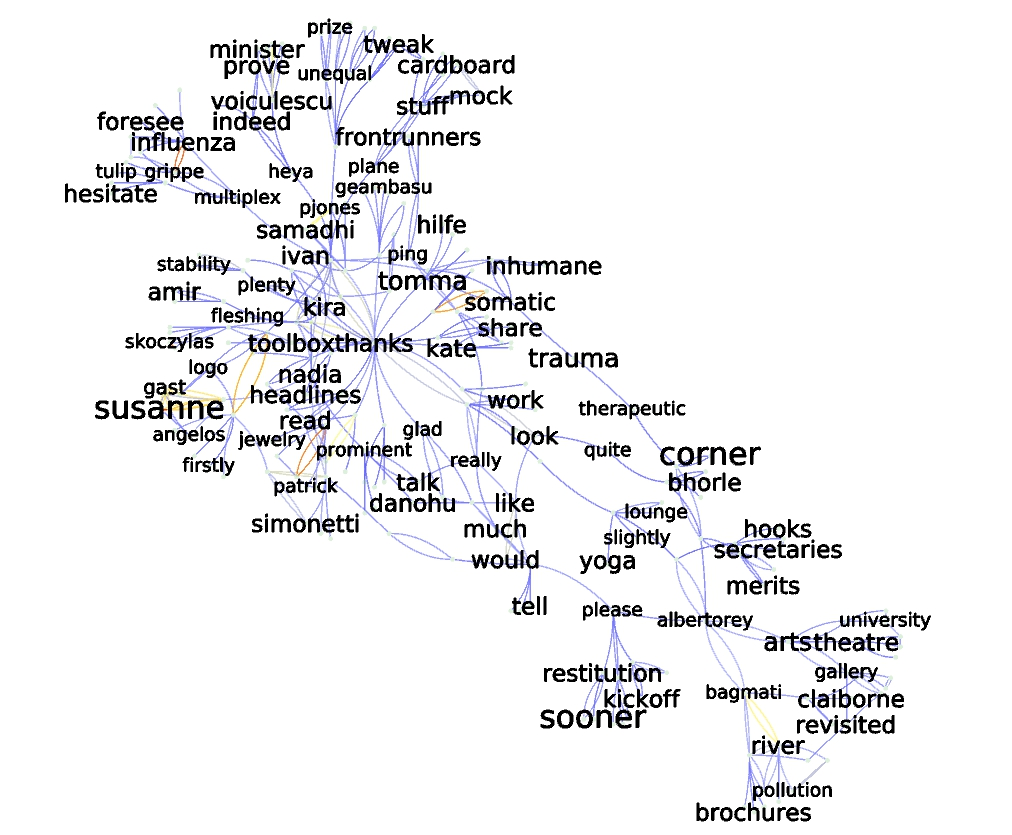 prize
minister
tweak
prove
unequal
cardboard
voiculescu
stuff
mock
foresee
indeed
influenza
frontrunners
tulip
grippe
heya
plane
hesitate
multiplex
geambasu
pjones
samadhi
hilfe
ivan
ping
stability
inhumane
plenty
tomma
amir
somatic
fleshing
kira
share
skoczylas
toolboxthanks
kate
trauma
logo
nadia
gast
headlines
susanne
work
therapeutic
read
angelos
jewelry
glad
look
prominent
quite
corner
firstly
really
patrick
talk
bhorle
danohu
like
lounge
simonetti
much
slightly
hooks
would
yoga
secretaries
merits
tell
please
albertorey
university
artstheatre
restitution
gallery
kickoff
bagmati
claiborne
sooner
revisited
river
pollution
brochures